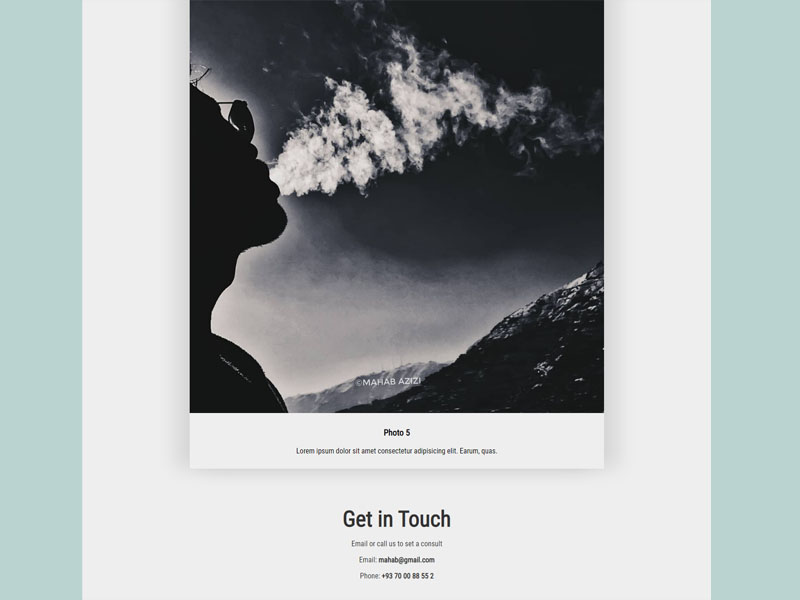 ©MAHAB AZIZI
Photo 5
Lorem ipsum dolor sit amet consectetur adipisicing elit. Earum, quas.
Get in Touch
Email or call us to set a consult
Email: mahab@gmail.com
Phone: +93 70 00 88 55 2